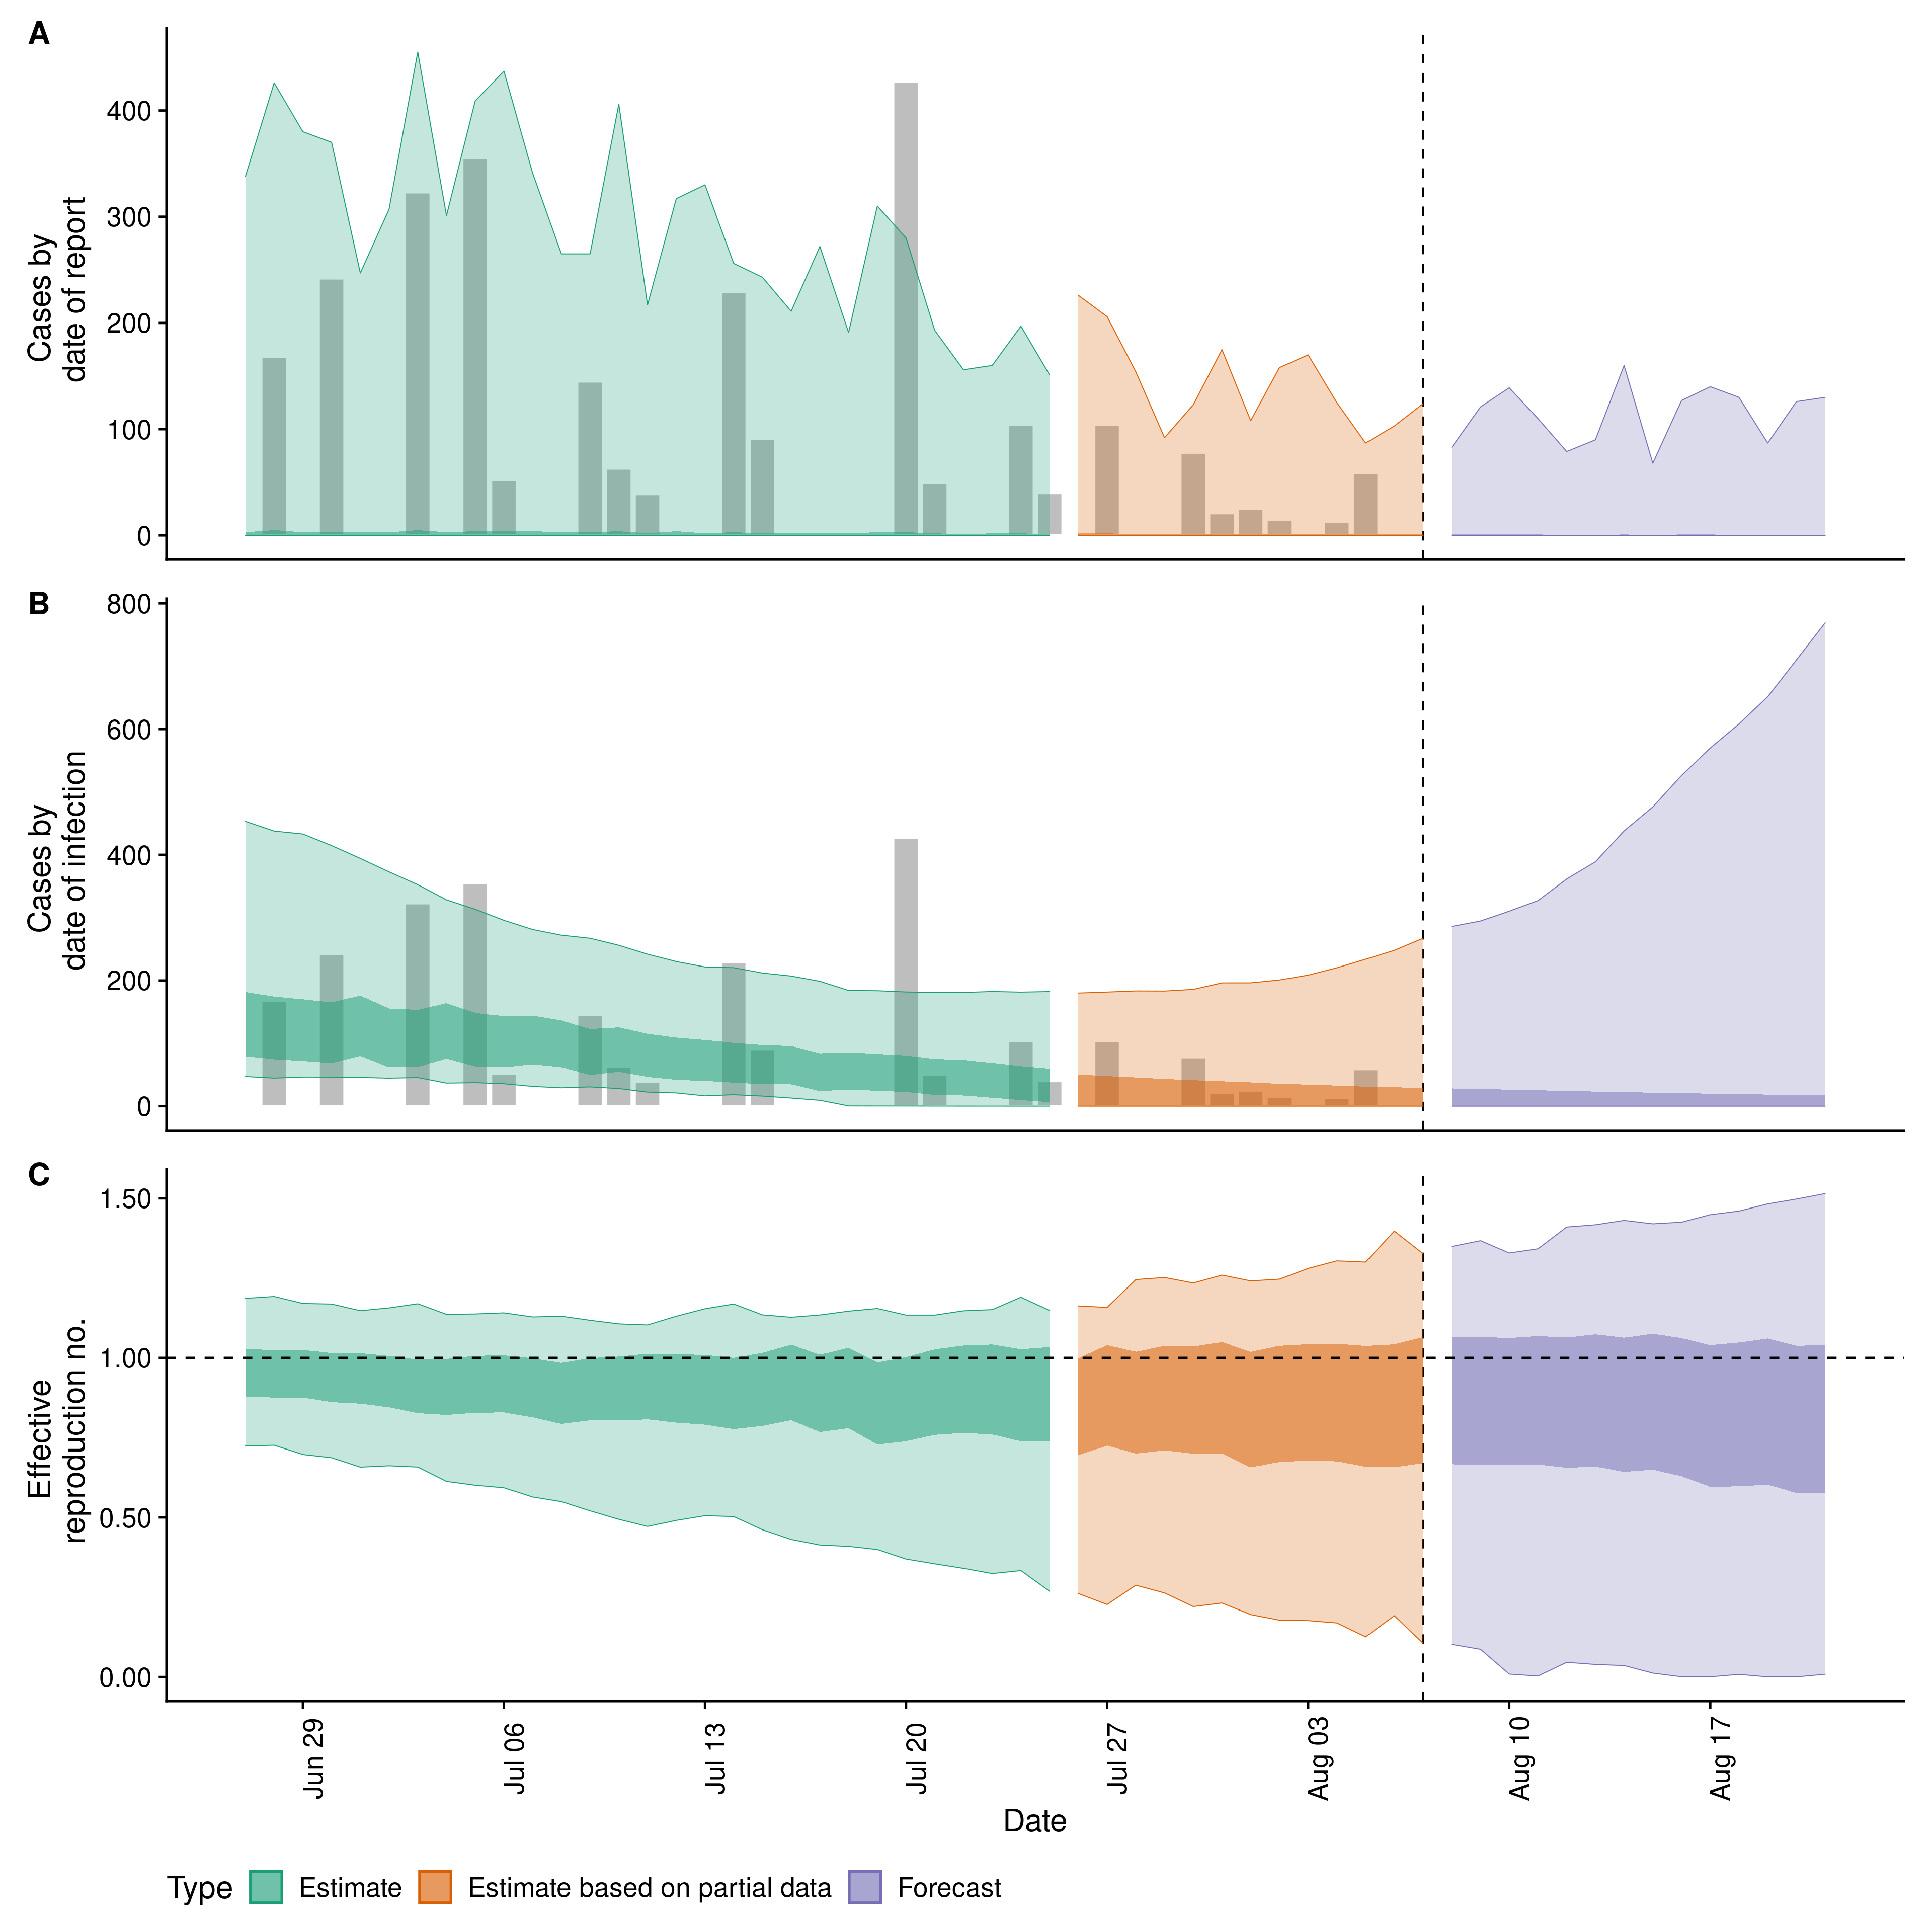 A
Cases by
date of report
400
300
200
100
0
B
Cases by
date of infection
800
600
400
200
0
C
Effective
reproduction no.
1.50
1.00
0.50
0.00
Jun 29
Jul 06
Jul 13
Jul 20
Jul 27
Aug 03
Aug 10
Aug 17
Date
Type Estimate Estimate based on partial data Forecast